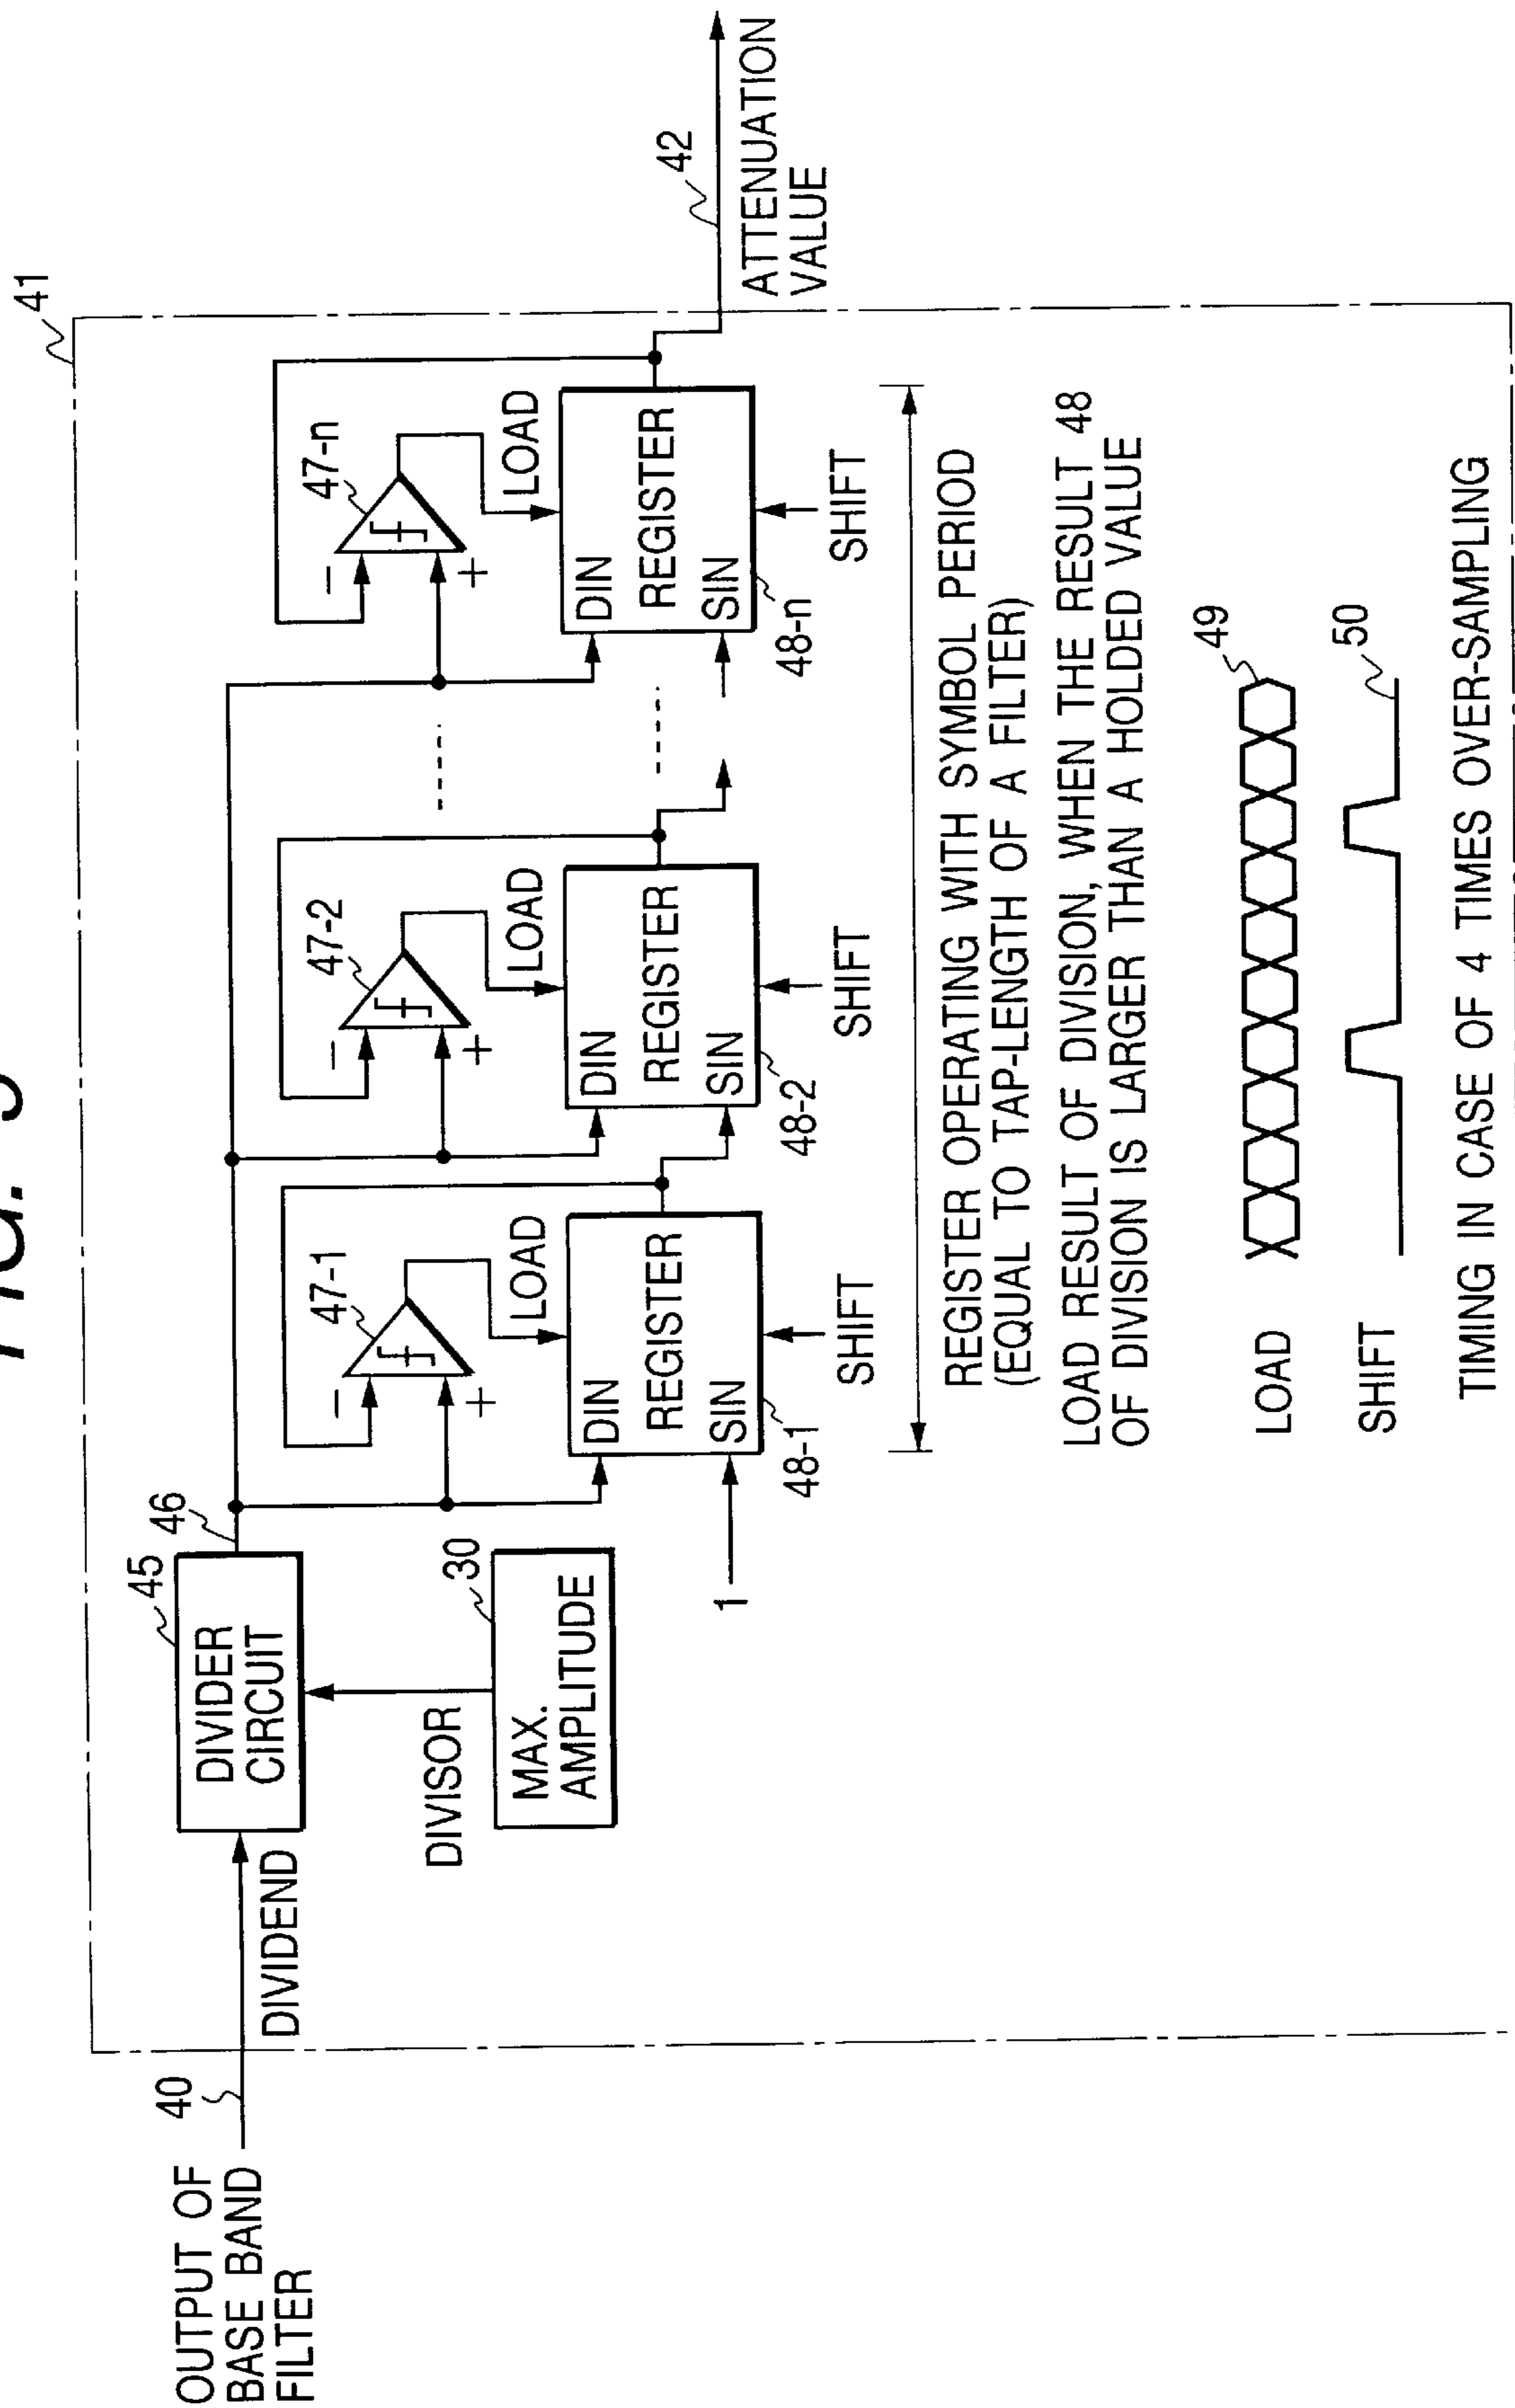 FIG. 9
41
OUTPUT OF
BASE BAND
FILTER
40
DIVIDEND
45
DIVIDER
CIRCUIT
46
DIVISOR
30
MAX.
AMPLITUDE
1
47-1
-
+
LOAD
DIN
REGISTER
SIN
48-1
SHIFT
47-2
-
+
LOAD
DIN
REGISTER
SIN
48-2
SHIFT
47-n
-
+
LOAD
DIN
REGISTER
SIN
48-n
SHIFT
42
ATTENUATION
VALUE
REGISTER OPERATING WITH SYMBOL PERIOD
(EQUAL TO TAP-LENGTH OF A FILTER)
LOAD RESULT OF DIVISION, WHEN THE RESULT 48
OF DIVISION IS LARGER THAN A HOLDED VALUE
LOAD
49
SHIFT
50
TIMING IN CASE OF 4 TIMES OVER-SAMPLING